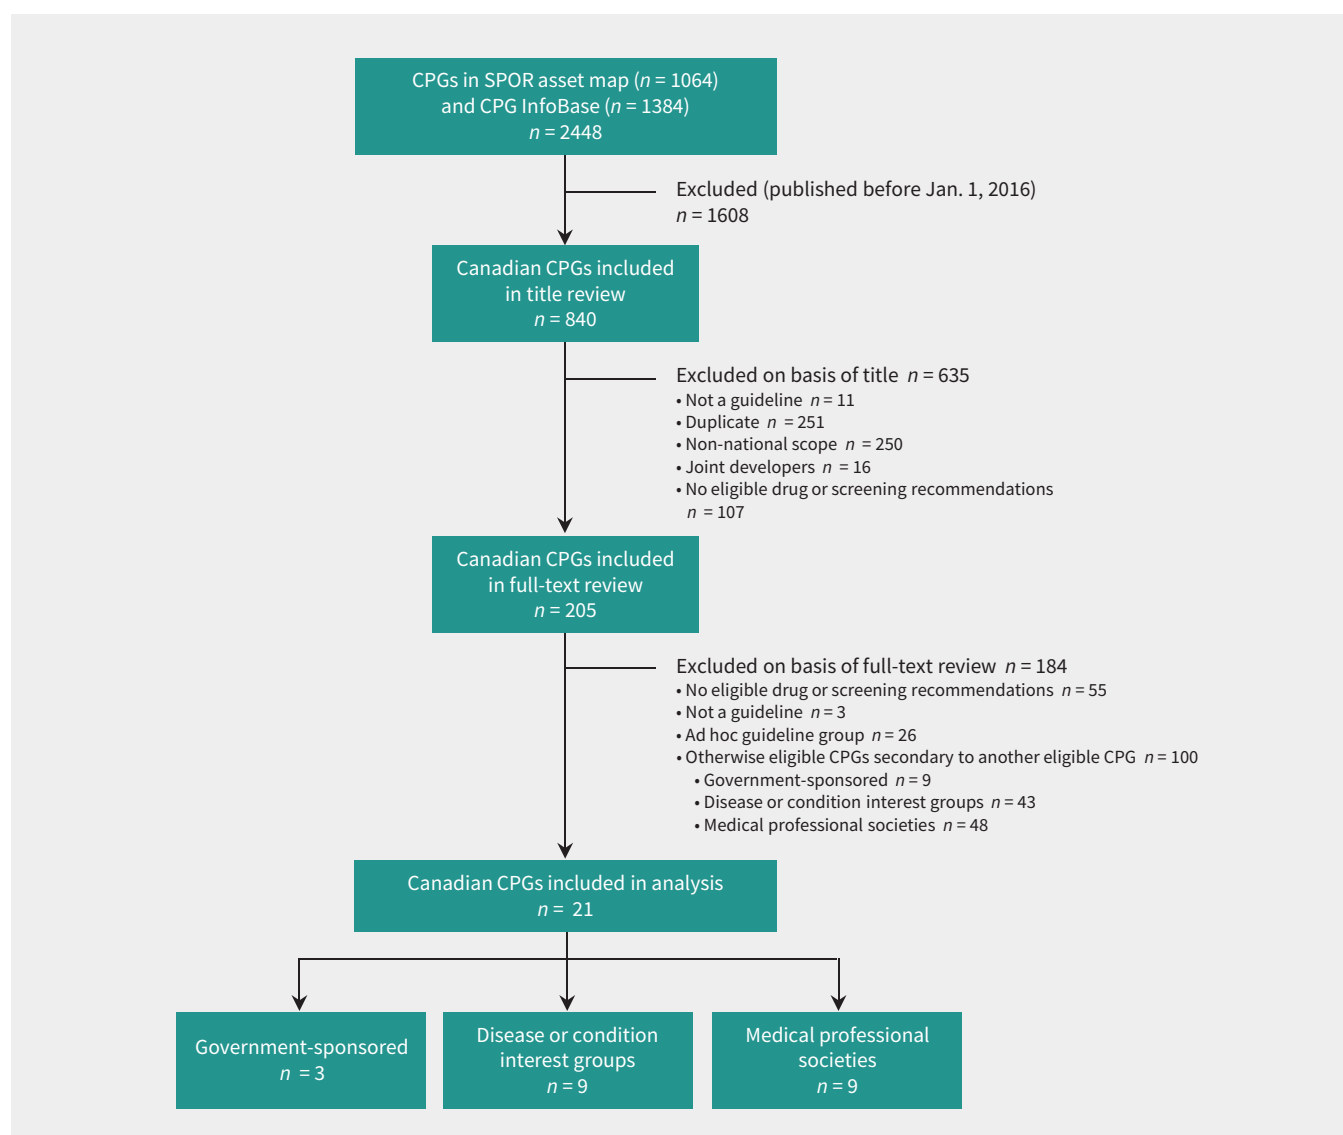 CPGs in SPOR asset map (n = 1064)
and CPG InfoBase (n = 1384)
n = 2448
Excluded (published before Jan. 1, 2016)
n = 1608
Canadian CPGs included
in title review
n = 840
Excluded on basis of title n = 635
• Not a guideline n = 11
• Duplicate n = 251
• Non-national scope n = 250
• Joint developers n = 16
• No eligible drug or screening recommendations
n = 107
Canadian CPGs included
in full-text review
n = 205
Excluded on basis of full-text review n = 184
• No eligible drug or screening recommendations n = 55
• Not a guideline n = 3
• Ad hoc guideline group n = 26
• Otherwise eligible CPGs secondary to another eligible CPG n = 100
• Government-sponsored n = 9
• Disease or condition interest groups n = 43
• Medical professional societies n = 48
Canadian CPGs included in analysis
n = 21
Government-sponsored
n = 3
Disease or condition
interest groups
n = 9
Medical professional
societies
n = 9